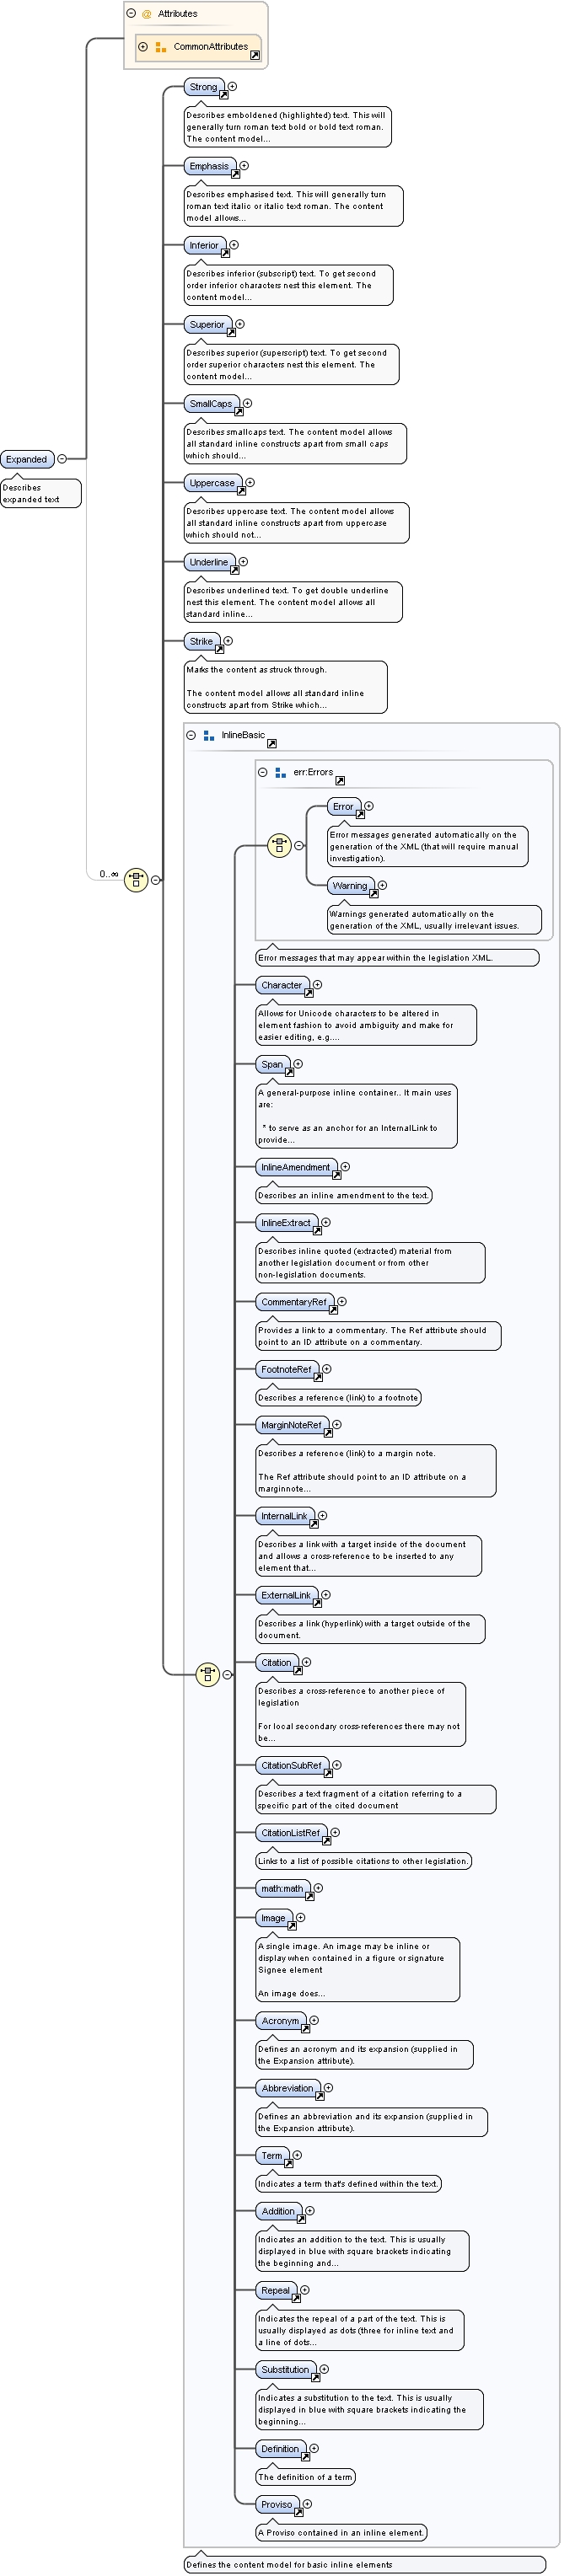 Attributes
CommonAttributes
Strong
Describes emboldened (highlighted) text. This will
generally turn roman text bold or bold text roman.
The content model...
Emphasis
Describes emphasised text. This will generally turn
roman text italic or italic text roman. The content
model allows...
Inferior
Describes inferior (subscript) text. To get second
order inferior characters nest this element. The
content model...
Superior
Describes superior (superscript) text. To get second
order superior characters nest this element. The
content model...
SmallCaps
Describes smallcaps text. The content model allows
all standard inline constructs apart from small caps
which should...
Expanded
Describes
expanded text
Uppercase
Describes uppercase text. The content model allows
all standard inline constructs apart from uppercase
which should not...
Underline
Describes underlined text. To get double underline
nest this element. The content model allows all
standard inline...
Strike
Marks the content as struck through.
The content model allows all standard inline
constructs apart from Strike which...
InlineBasic
err:Errors
Error
Error messages generated automatically on the
generation of the XML (that will require manual
investigation).
0..∞
Warning
Warnings generated automatically on the
generation of the XML, usually irrelevant issues.
Error messages that may appear within the legislation XML.
Character
Allows for Unicode characters to be altered in
element fashion to avoid ambiguity and make for
easier editing, e.g....
Span
A general-purpose inline container.. It main uses
are:
* to serve as an anchor for an InternalLink to
provide...
InlineAmendment
Describes an inline amendment to the text.
InlineExtract
Describes inline quoted (extracted) material from
another legislation document or from other
non-legislation documents.
CommentaryRef
Provides a link to a commentary. The Ref attribute should
point to an ID attribute on a commentary.
FootnoteRef
Describes a reference (link) to a footnote
MarginNoteRef
Describes a reference (link) to a margin note.
The Ref attribute should point to an ID attribute on a
marginnote...
InternalLink
Describes a link with a target inside of the document
and allows a cross-reference to be inserted to any
element that...
ExternalLink
Describes a link (hyperlink) with a target outside of the
document.
Citation
Describes a cross-reference to another piece of
legislation
For local secondary cross-references there may not
be...
CitationSubRef
Describes a text fragment of a citation referring to a
specific part of the cited document
CitationListRef
Links to a list of possible citations to other legislation.
math:math
Image
A single image. An image may be inline or
display when contained in a figure or signature
Signee element
An image does...
Acronym
Defines an acronym and its expansion (supplied in
the Expansion attribute).
Abbreviation
Defines an abbreviation and its expansion (supplied in
the Expansion attribute).
Term
Indicates a term that's defined within the text.
Addition
Indicates an addition to the text. This is usually
displayed in blue with square brackets indicating
the beginning and...
Repeal
Indicates the repeal of a part of the text. This is
usually displayed as dots (three for inline text and
a line of dots...
Substitution
Indicates a substitution to the text. This is usually
displayed in blue with square brackets indicating the
beginning...
Definition
The definition of a term
Proviso
A Proviso contained in an inline element.
Defines the content model for basic inline elements